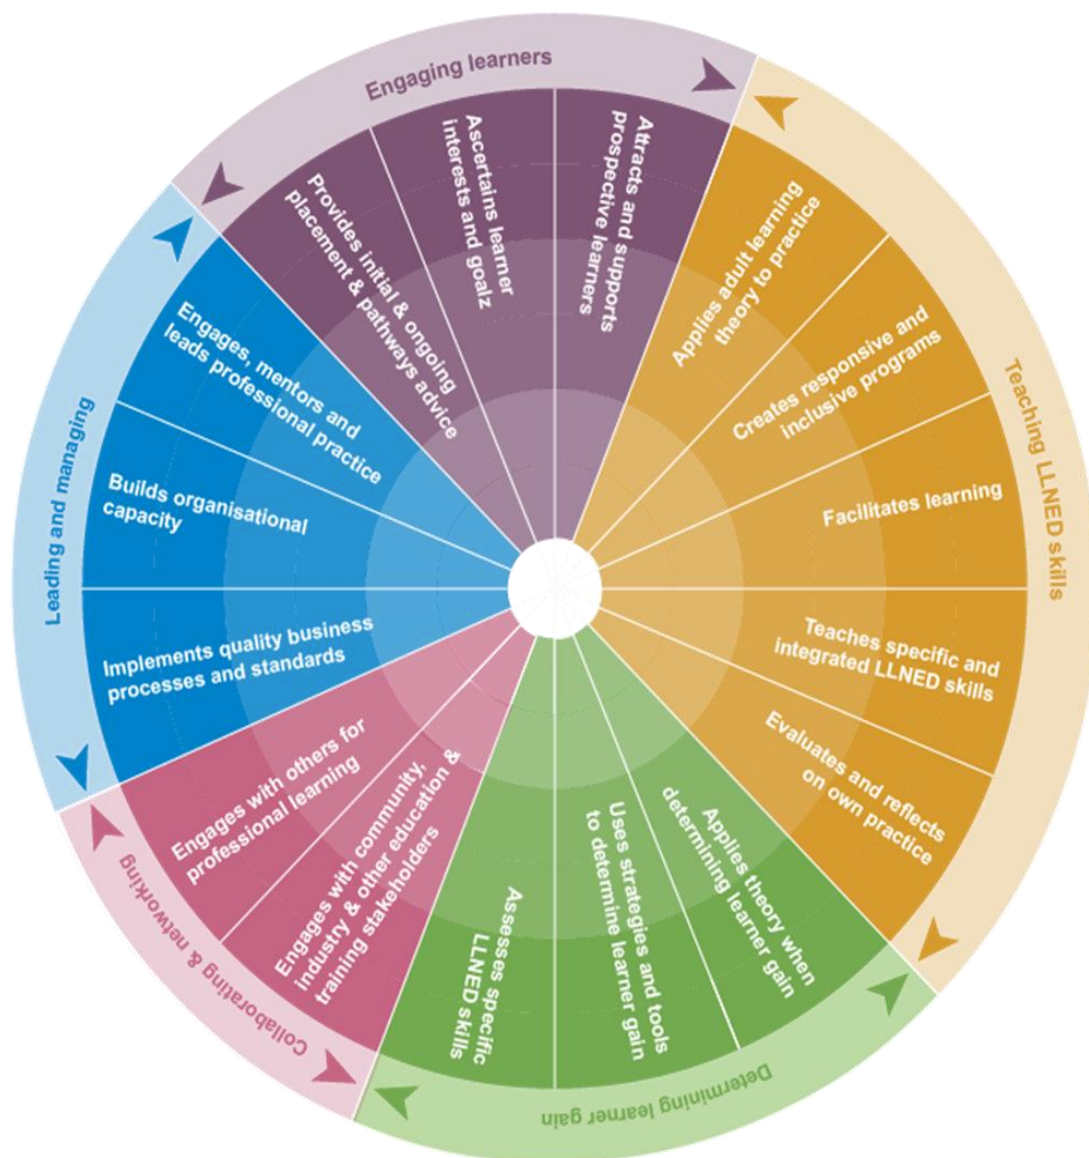 Engaging learners
Attracts and supports
prospective learners
Ascertains learner
interests and goalz
Provides initial & ongoing
placement & pathways advice
Teaching LLNED skills
Applies adult learning
theory to practice
Creates responsive and
inclusive programs
Facilitates learning
Teaches specific and
integrated LLNED skills
Evaluates and reflects
on own practice
Determining learner gain
Applies theory when
determining learner gain
Uses strategies and tools
to determine learner gain
Assesses specific
LLNED skills
Collaborating & networking
Engages with community,
industry & other education &
training stakeholders
Engages with others for
professional learning
Leading and managing
Implements quality business
processes and standards
Builds organisational
capacity
Engages, mentors and
leads professional practice